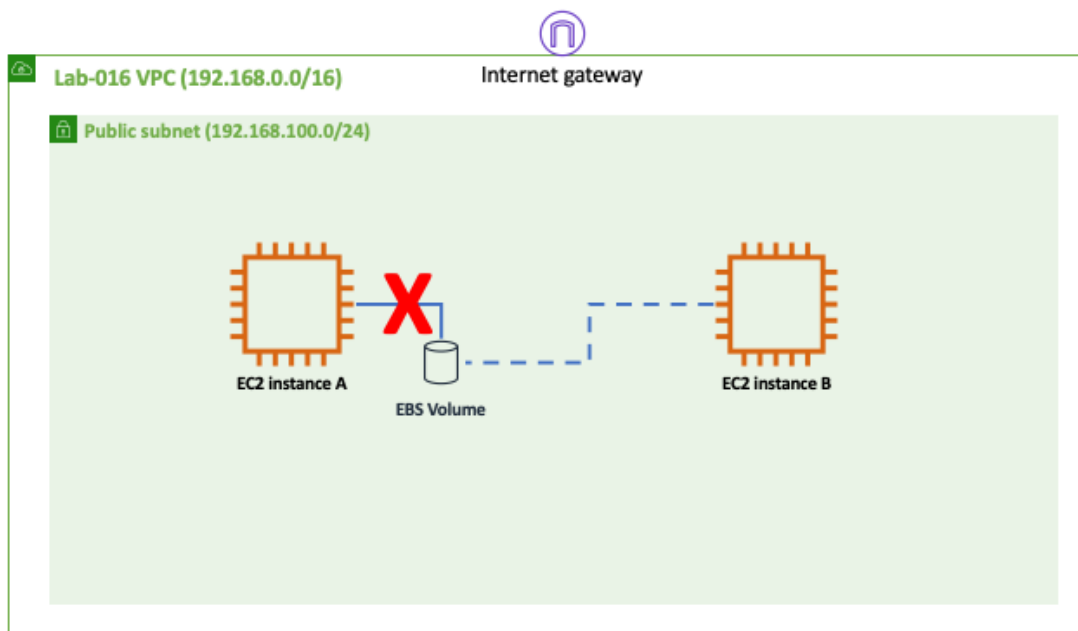 Internet gateway
Lab-016 VPC (192.168.0.0/16)
Public subnet (192.168.100.0/24)
EC2 instance A
EBS Volume
EC2 instance B